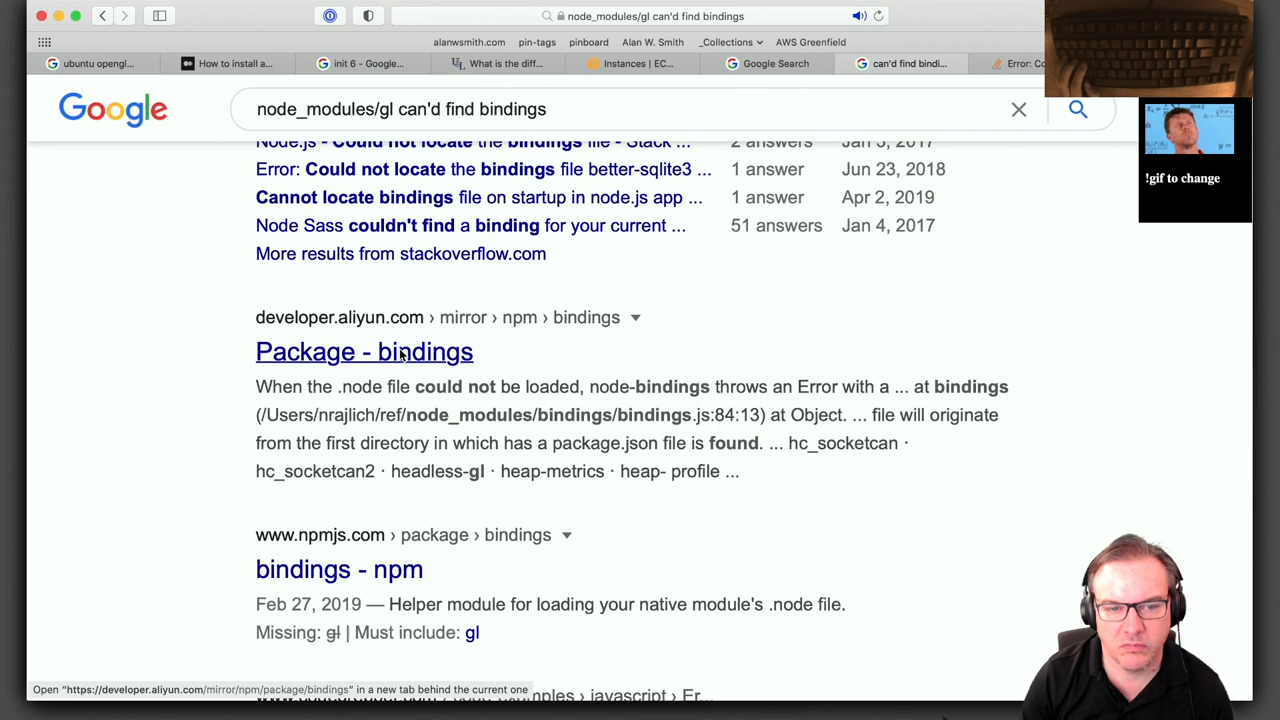 node_modules/gl can'd find bindings
alanwsmith.com pin-tags pinboard Alan W. Smith _Collections AWS Greenfield
ubuntu opengl... How to install a... init 6 - Google... What is the diff... Instances | EC... Google Search can'd find bindi... Error: Co
Google node_modules/gl can'd find bindings
Node.js - Could not locate the bindings file - Stack ... 2 answers Jan 3, 2017
Error: Could not locate the bindings file better-sqlite3 ... 1 answer Jun 23, 2018
Cannot locate bindings file on startup in node.js app ... 1 answer Apr 2, 2019
Node Sass couldn't find a binding for your current ... 51 answers Jan 4, 2017
More results from stackoverflow.com
developer.aliyun.com › mirror › npm › bindings
Package - bindings
When the .node file could not be loaded, node-bindings throws an Error with a ... at bindings
(/Users/nrajlich/ref/node_modules/bindings/bindings.js:84:13) at Object. ... file will originate
from the first directory in which has a package.json file is found. ... hc_socketcan ·
hc_socketcan2 · headless-gl · heap-metrics · heap- profile ...
www.npmjs.com › package › bindings
bindings - npm
Feb 27, 2019 — Helper module for loading your native module's .node file.
Missing: gl | Must include: gl
Open "https://developer.aliyun.com/mirror/npm/package/bindings" in a new tab behind the current one
› javascript › Er...
!gif to change